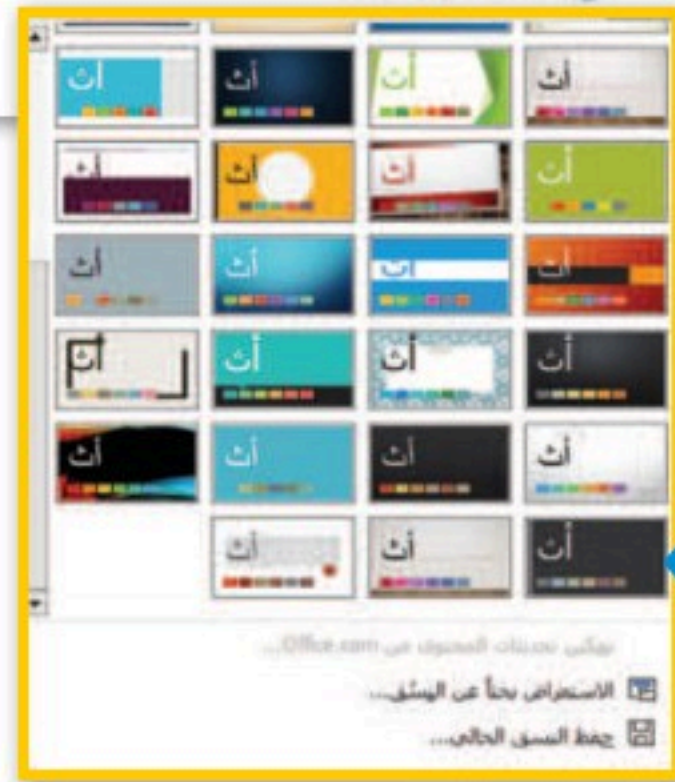 أث أث أث أث
أث أث أث أث
أث أث أث أث
أث أث أث أث
أث أث أث أث
أث أث أث
تمكين تحديثات المحتوى من Office.com...
الاستعراض بحثاً عن النسق...
حفظ النسق الحالي...